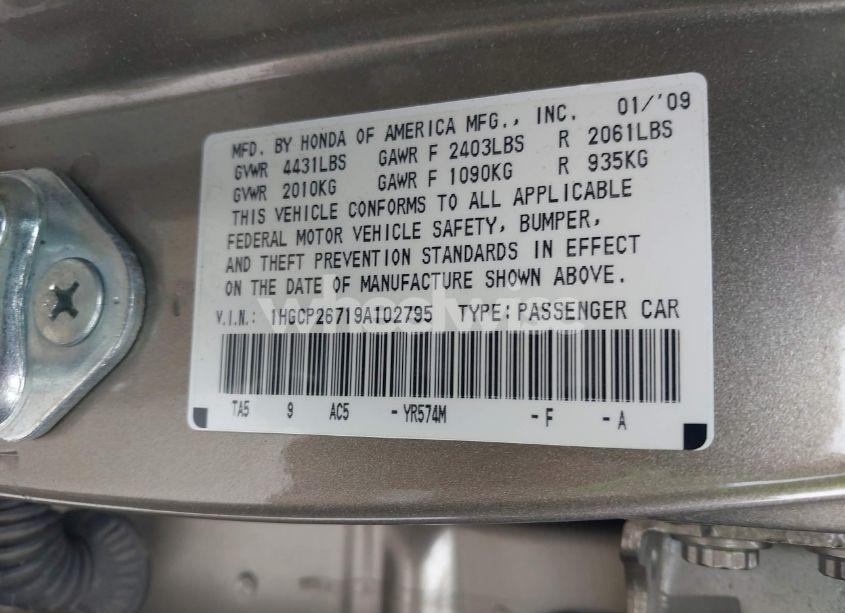 MFD. BY HONDA OF AMERICA MFG., INC. 01/'09
GVWR 4431LBS GAWR F 2403LBS R 2061LBS
GVWR 2010KG GAWR F 1090KG R 935KG
THIS VEHICLE CONFORMS TO ALL APPLICABLE
FEDERAL MOTOR VEHICLE SAFETY, BUMPER,
AND THEFT PREVENTION STANDARDS IN EFFECT
ON THE DATE OF MANUFACTURE SHOWN ABOVE.
wheelwise
V.I.N.: 1HGCP26719A102795 TYPE: PASSENGER CAR
TA5 9 AC5 -YR574M -F -A